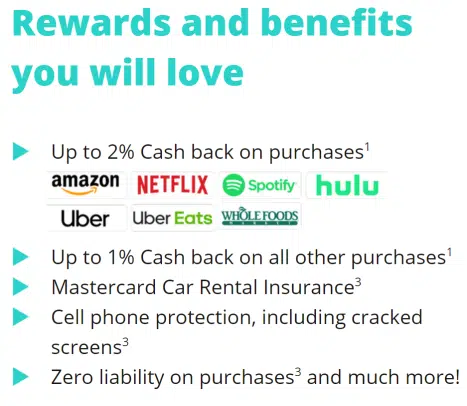 Rewards and benefits
you will love
Up to 2% Cash back on purchases¹
amazon NETFLIX Spotify hulu
Uber Uber Eats WHOLE FOODS MARKET
Up to 1% Cash back on all other purchases¹
Mastercard Car Rental Insurance³
Cell phone protection, including cracked
screens³
Zero liability on purchases³ and much more!